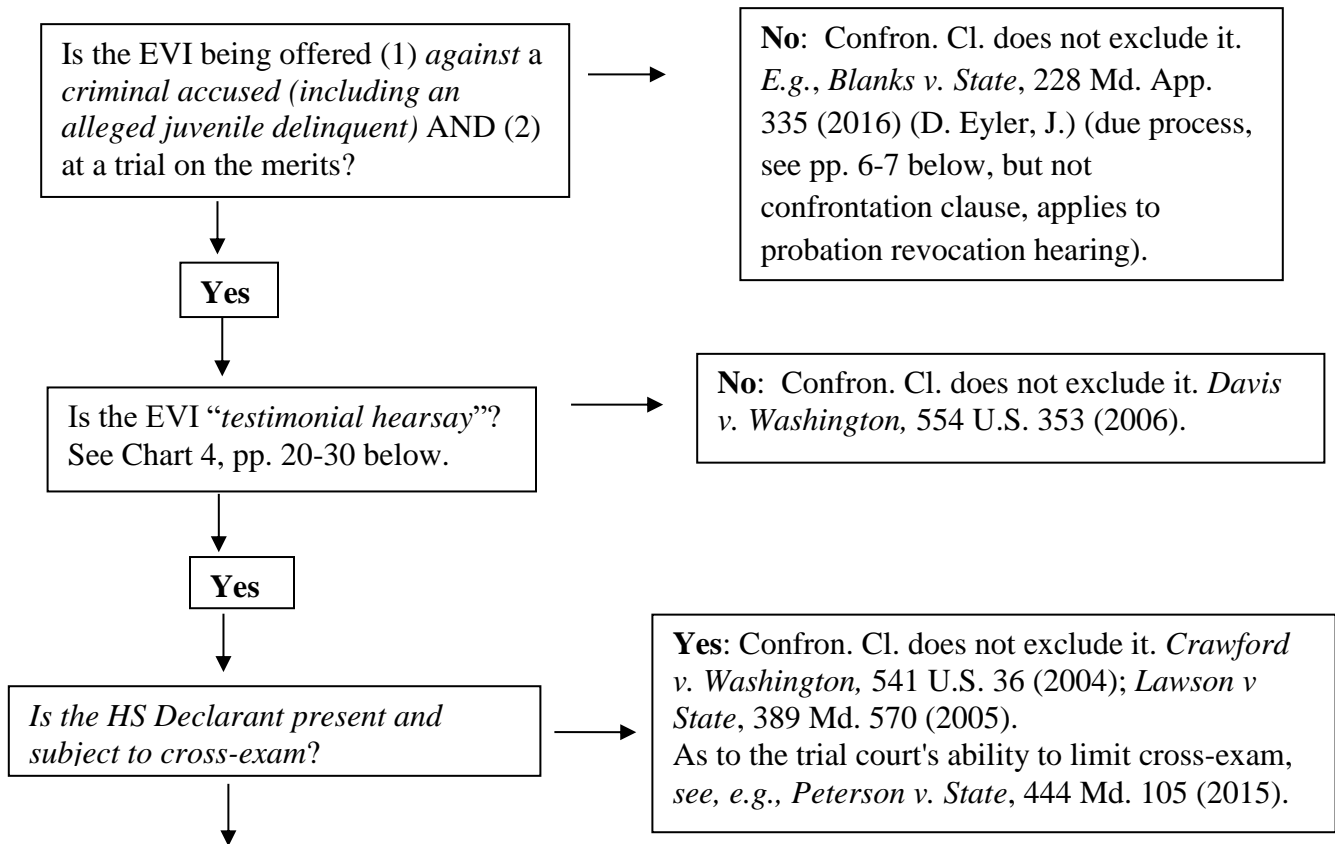 Is the EVI being offered (1) against a
criminal accused (including an
alleged juvenile delinquent) AND (2)
at a trial on the merits?
No:  Confron. Cl. does not exclude it.
E.g., Blanks v. State, 228 Md. App.
335 (2016) (D. Eyler, J.) (due process,
see pp. 6-7 below, but not
confrontation clause, applies to
probation revocation hearing).
Yes
Is the EVI “testimonial hearsay”?
See Chart 4, pp. 20-30 below.
No:  Confron. Cl. does not exclude it. Davis
v. Washington, 554 U.S. 353 (2006).
Yes
Is the HS Declarant present and
subject to cross-exam?
Yes: Confron. Cl. does not exclude it. Crawford
v. Washington, 541 U.S. 36 (2004); Lawson v
State, 389 Md. 570 (2005).
As to the trial court's ability to limit cross-exam,
see, e.g., Peterson v. State, 444 Md. 105 (2015).